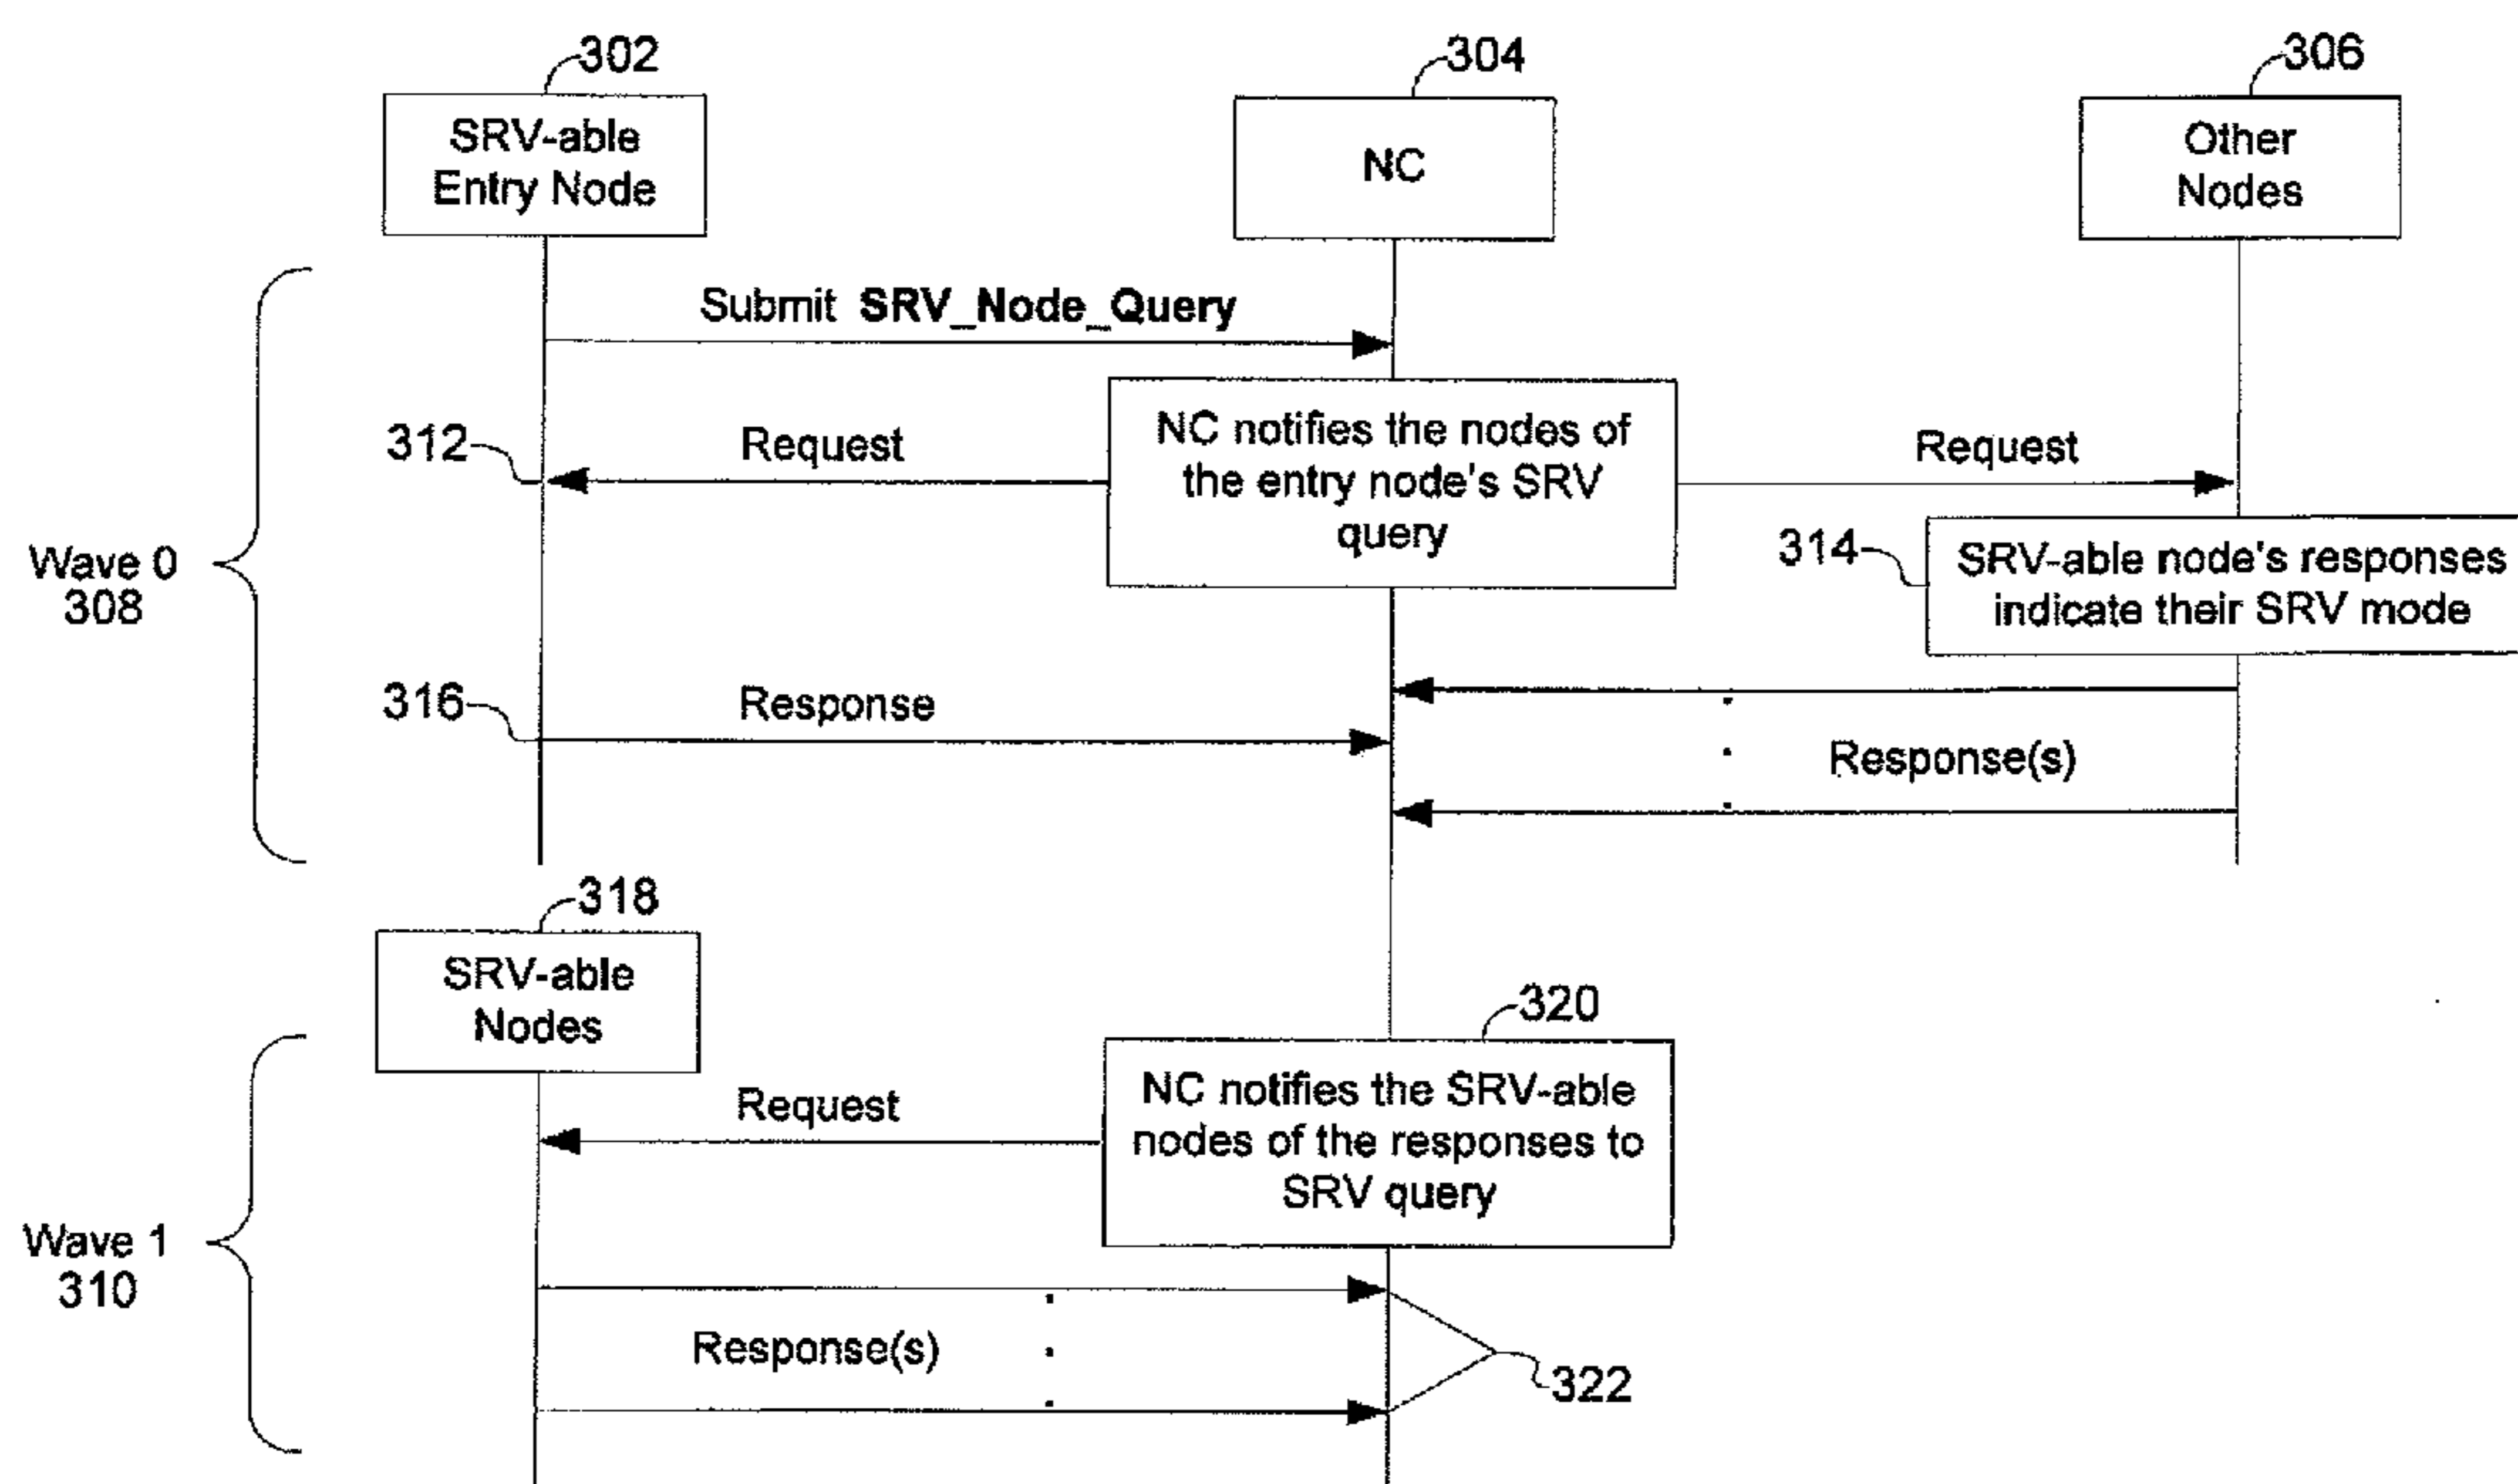 302
304
306
SRV-able
Entry Node
NC
Other
Nodes
Submit SRV_Node_Query
312
Request
NC notifies the nodes of
the entry node's SRV
query
Request
Wave 0
308
314
SRV-able node's responses
indicate their SRV mode
316
Response
Response(s)
318
SRV-able
Nodes
320
Request
NC notifies the SRV-able
nodes of the responses to
SRV query
Wave 1
310
Response(s)
322